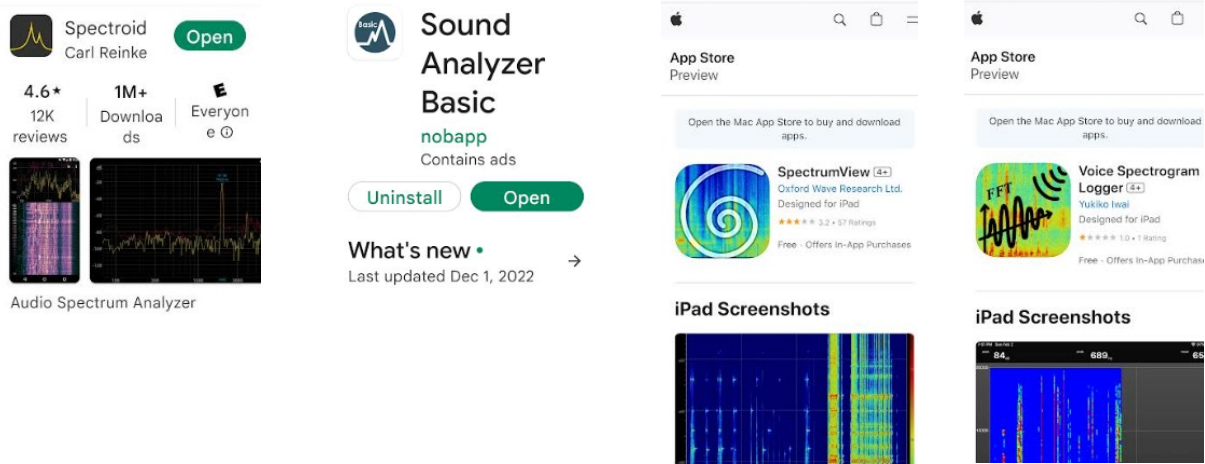 Spectroid
Carl Reinke
Open
4.6★
12K
reviews
1M+
Downloa
ds
E
Everyon
e ⓘ
Audio Spectrum Analyzer
Basic
Sound
Analyzer
Basic
nobapp
Contains ads
Uninstall
Open
What's new •
Last updated Dec 1, 2022
App Store
Preview
Open the Mac App Store to buy and download
apps.
SpectrumView 4+
Oxford Wave Research Ltd.
Designed for iPad
★★★★★ 3.2 • 57 Ratings
Free · Offers In-App Purchases
iPad Screenshots
App Store
Preview
Open the Mac App Store to buy and download
apps.
FFT
Voice Spectrogram
Logger 4+
Yukiko Iwai
Designed for iPad
★★★★★ 1.0 • 1 Rating
Free · Offers In-App Purchas
iPad Screenshots
84
689
65